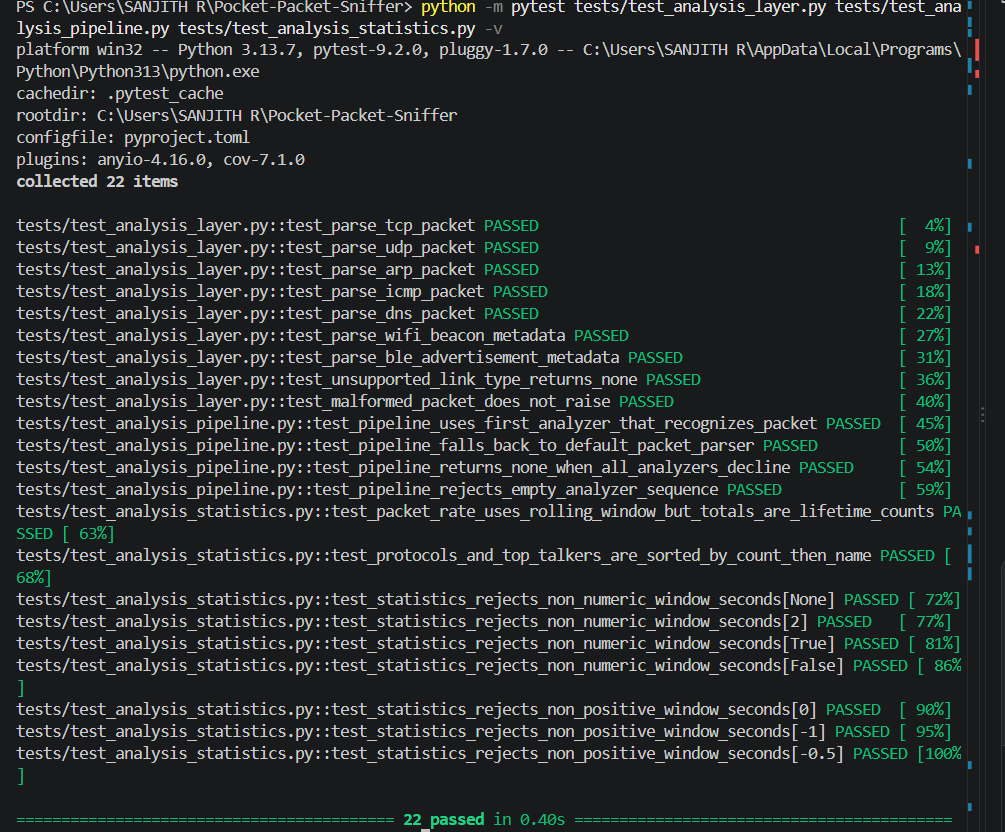 PS C:\Users\SANJITH R\Pocket-Packet-Sniffer> python -m pytest tests/test_analysis_layer.py tests/test_ana
lysis_pipeline.py tests/test_analysis_statistics.py -v
platform win32 -- Python 3.13.7, pytest-9.2.0, pluggy-1.7.0 -- C:\Users\SANJITH R\AppData\Local\Programs\
Python\Python313\python.exe
cachedir: .pytest_cache
rootdir: C:\Users\SANJITH R\Pocket-Packet-Sniffer
configfile: pyproject.toml
plugins: anyio-4.16.0, cov-7.1.0
collected 22 items
tests/test_analysis_layer.py::test_parse_tcp_packet PASSED [  4%]
tests/test_analysis_layer.py::test_parse_udp_packet PASSED [  9%]
tests/test_analysis_layer.py::test_parse_arp_packet PASSED [ 13%]
tests/test_analysis_layer.py::test_parse_icmp_packet PASSED [ 18%]
tests/test_analysis_layer.py::test_parse_dns_packet PASSED [ 22%]
tests/test_analysis_layer.py::test_parse_wifi_beacon_metadata PASSED [ 27%]
tests/test_analysis_layer.py::test_parse_ble_advertisement_metadata PASSED [ 31%]
tests/test_analysis_layer.py::test_unsupported_link_type_returns_none PASSED [ 36%]
tests/test_analysis_layer.py::test_malformed_packet_does_not_raise PASSED [ 40%]
tests/test_analysis_pipeline.py::test_pipeline_uses_first_analyzer_that_recognizes_packet PASSED [ 45%]
tests/test_analysis_pipeline.py::test_pipeline_falls_back_to_default_packet_parser PASSED [ 50%]
tests/test_analysis_pipeline.py::test_pipeline_returns_none_when_all_analyzers_decline PASSED [ 54%]
tests/test_analysis_pipeline.py::test_pipeline_rejects_empty_analyzer_sequence PASSED [ 59%]
tests/test_analysis_statistics.py::test_packet_rate_uses_rolling_window_but_totals_are_lifetime_counts PA
SSED [ 63%]
tests/test_analysis_statistics.py::test_protocols_and_top_talkers_are_sorted_by_count_then_name PASSED [
68%]
tests/test_analysis_statistics.py::test_statistics_rejects_non_numeric_window_seconds[None] PASSED [ 72%]
tests/test_analysis_statistics.py::test_statistics_rejects_non_numeric_window_seconds[2] PASSED [ 77%]
tests/test_analysis_statistics.py::test_statistics_rejects_non_numeric_window_seconds[True] PASSED [ 81%]
tests/test_analysis_statistics.py::test_statistics_rejects_non_numeric_window_seconds[False] PASSED [ 86%
]
tests/test_analysis_statistics.py::test_statistics_rejects_non_positive_window_seconds[0] PASSED [ 90%]
tests/test_analysis_statistics.py::test_statistics_rejects_non_positive_window_seconds[-1] PASSED [ 95%]
tests/test_analysis_statistics.py::test_statistics_rejects_non_positive_window_seconds[-0.5] PASSED [100%
]
========================================== 22 passed in 0.40s ==========================================